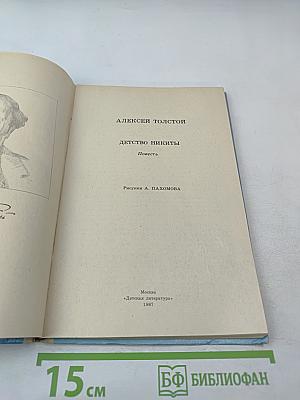 АЛЕКСЕЙ ТОЛСТОЙ
ДЕТСТВО НИКИТЫ
Повесть
Рисунки А. ПАХОМОВА
Москва
«Детская литература»
1987
15 см
БФ БИБЛИОФАН